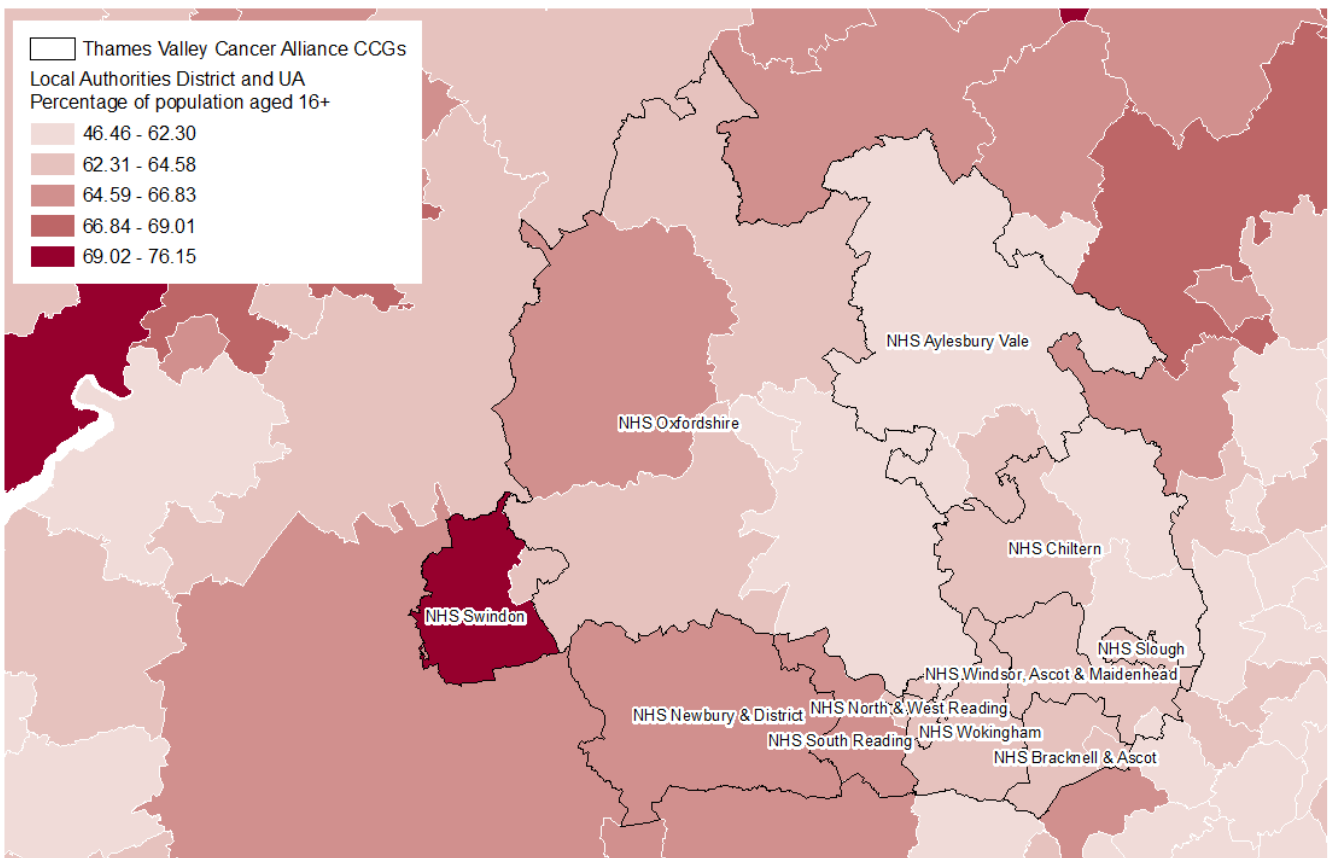 Thames Valley Cancer Alliance CCGs
Local Authorities District and UA
Percentage of population aged 16+
46.46 - 62.30
62.31 - 64.58
64.59 - 66.83
66.84 - 69.01
69.02 - 76.15
NHS Aylesbury Vale
NHS Oxfordshire
NHS Chiltern
NHS Swindon
NHS Slough
NHS Windsor, Ascot & Maidenhead
NHS North & West Reading
NHS Newbury & District
NHS Wokingham
NHS South Reading
NHS Bracknell & Ascot